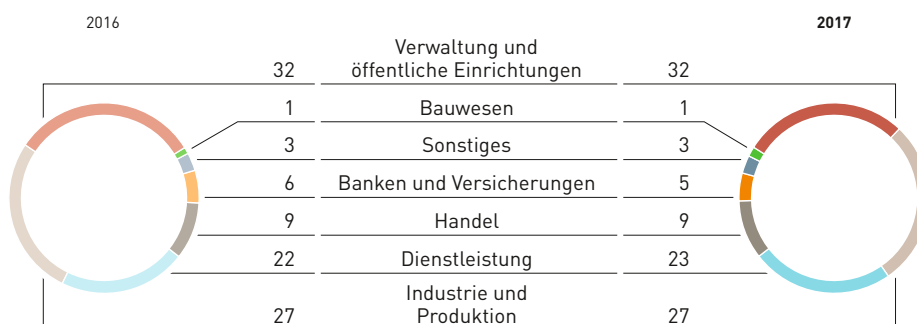 2016
2017
Verwaltung und
32 öffentliche Einrichtungen 32
1 Bauwesen 1
3 Sonstiges 3
6 Banken und Versicherungen 5
9 Handel 9
22 Dienstleistung 23
Industrie und
27 Produktion 27